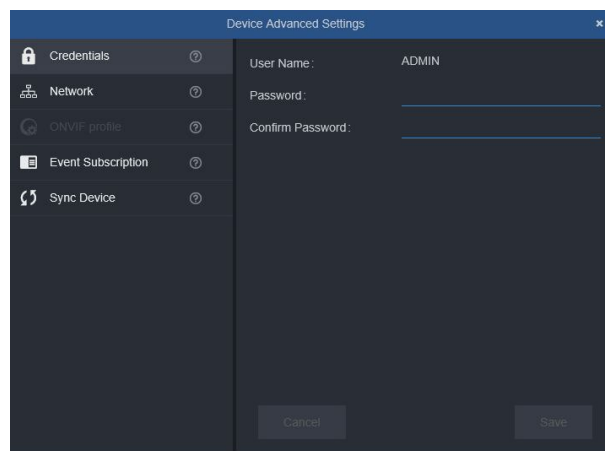 Device Advanced Settings
Credentials
Network
ONVIF profile
Event Subscription
Sync Device
User Name :
ADMIN
Password :
Confirm Password :
Cancel
Save